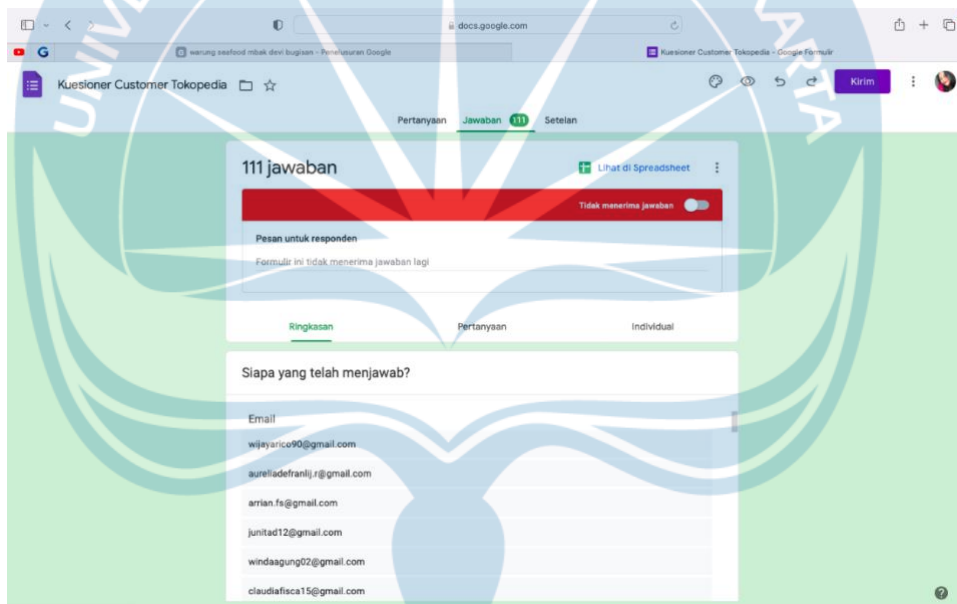 docs.google.com
G
warung seafood mbak devi bugisan - Penelusuran Google
Kuesioner Customer Tokopedia - Google Formulir
Kuesioner Customer Tokopedia
Kirim
Pertanyaan Jawaban 111 Setelan
111 jawaban
Lihat di Spreadsheet
Tidak menerima jawaban
Pesan untuk responden
Formulir ini tidak menerima jawaban lagi
Ringkasan Pertanyaan Individual
Siapa yang telah menjawab?
Email
wijayarico90@gmail.com
aureliadefranlij.r@gmail.com
arrian.fs@gmail.com
junitad12@gmail.com
windaagung02@gmail.com
claudiafisca15@gmail.com